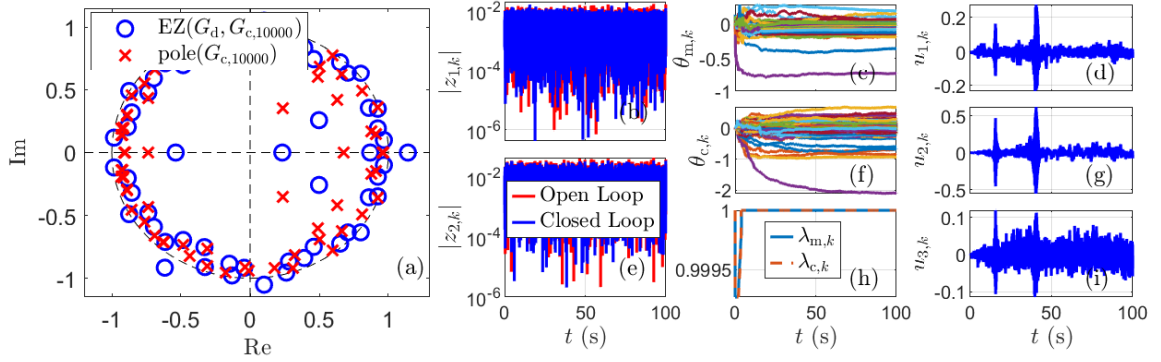 EZ(G_d, G_c,10000)
pole(G_c,10000)
1
0.5
0
-0.5
-1
-1
-0.5
0
0.5
1
Im
Re
(a)
10^-2
10^-4
10^-6
|z_1,k|
(b)
10^-2
10^-4
10^-6
|z_2,k|
Open Loop
Closed Loop
(e)
0
50
100
t (s)
0
-0.5
-1
θ_m,k
(c)
0
-1
-2
θ_c,k
(f)
1
0.9995
λ_m,k
λ_c,k
(h)
0
50
100
t (s)
0.2
0
-0.2
u_1,k
(d)
0.5
0
-0.5
u_2,k
(g)
0.1
0
-0.1
u_3,k
(i)
0
50
100
t (s)